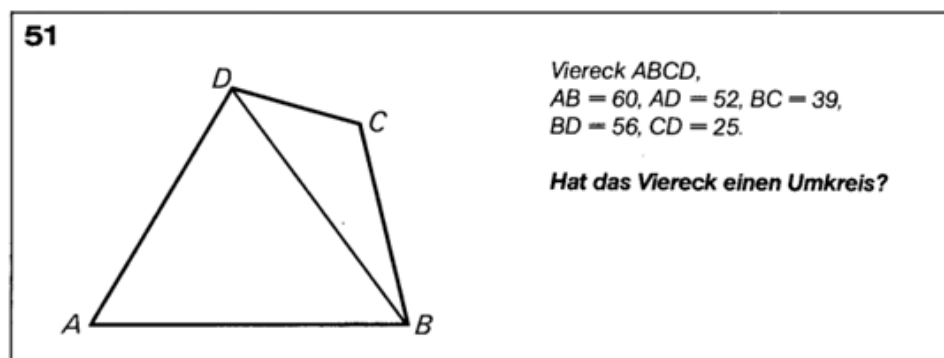 51
D
C
A
B
Viereck ABCD,
AB = 60, AD = 52, BC = 39,
BD = 56, CD = 25.
Hat das Viereck einen Umkreis?